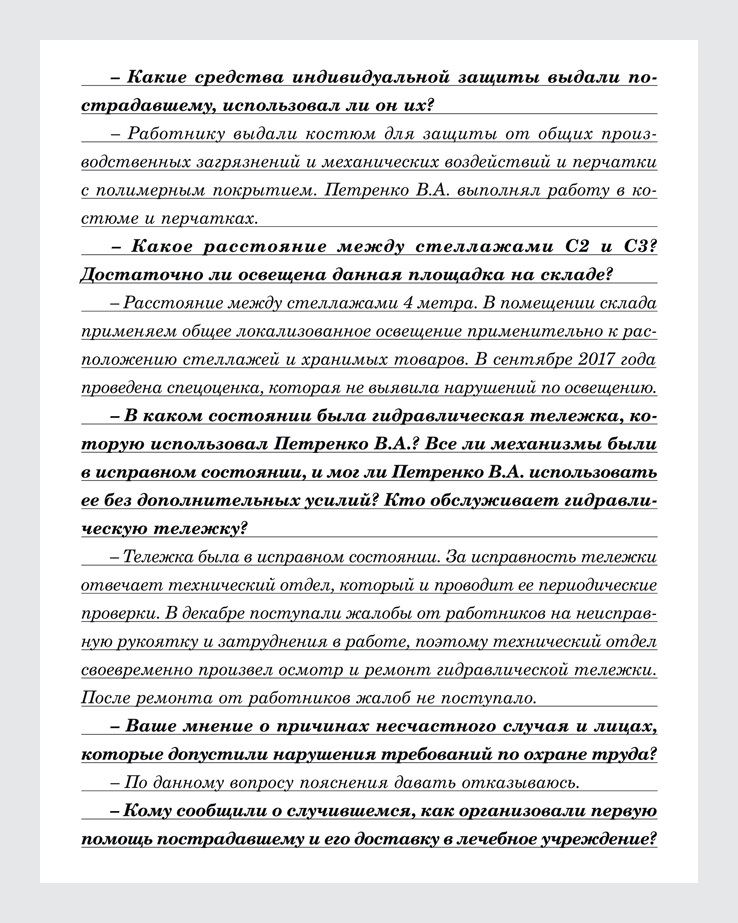 – Какие средства индивидуальной защиты выдали по-
страдавшему, использовал ли он их?
– Работнику выдали костюм для защиты от общих произ-
водственных загрязнений и механических воздействий и перчатки
с полимерным покрытием. Петренко В.А. выполнял работу в ко-
стюме и перчатках.
– Какое расстояние между стеллажами С2 и С3?
Достаточно ли освещена данная площадка на складе?
– Расстояние между стеллажами 4 метра. В помещении склада
применяем общее локализованное освещение применительно к рас-
положению стеллажей и хранимых товаров. В сентябре 2017 года
проведена спецоценка, которая не выявила нарушений по освещению.
– В каком состоянии была гидравлическая тележка, ко-
торую использовал Петренко В.А.? Все ли механизмы были
в исправном состоянии, и мог ли Петренко В.А. использовать
ее без дополнительных усилий? Кто обслуживает гидравли-
ческую тележку?
– Тележка была в исправном состоянии. За исправность тележки
отвечает технический отдел, который и проводит ее периодические
проверки. В декабре поступали жалобы от работников на неисправ-
ную рукоятку и затруднения в работе, поэтому технический отдел
своевременно произвел осмотр и ремонт гидравлической тележки.
После ремонта от работников жалоб не поступало.
– Ваше мнение о причинах несчастного случая и лицах,
которые допустили нарушения требований по охране труда?
– По данному вопросу пояснения давать отказываюсь.
– Кому сообщили о случившемся, как организовали первую
помощь пострадавшему и его доставку в лечебное учреждение?